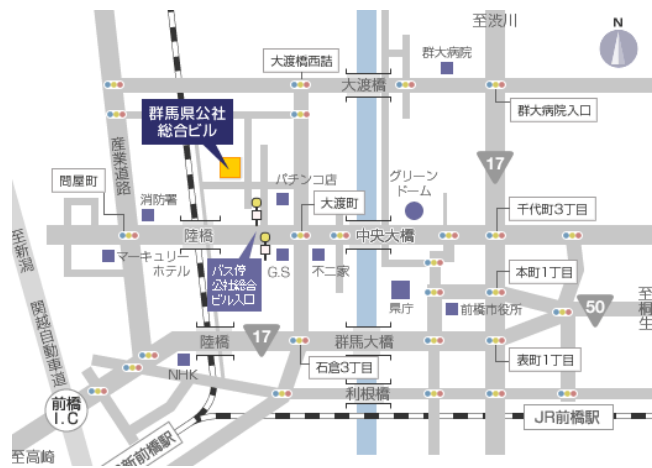 至渋川
N
大渡橋西詰
群大病院
大渡橋
群馬県公社
総合ビル
群大病院入口
産業道路
17
問屋町
消防署
パチンコ店
グリーン
ドーム
大渡町
千代町3丁目
至新潟
陸橋
中央大橋
マーキュリー
ホテル
バス停
公社総合
ビル入口
G.S
不二家
本町1丁目
県庁
前橋市役所
50
至桐生
関越自動車道
陸橋
17
群馬大橋
NHK
石倉3丁目
表町1丁目
利根橋
前橋
I.C
JR前橋駅
新前橋駅
至高崎